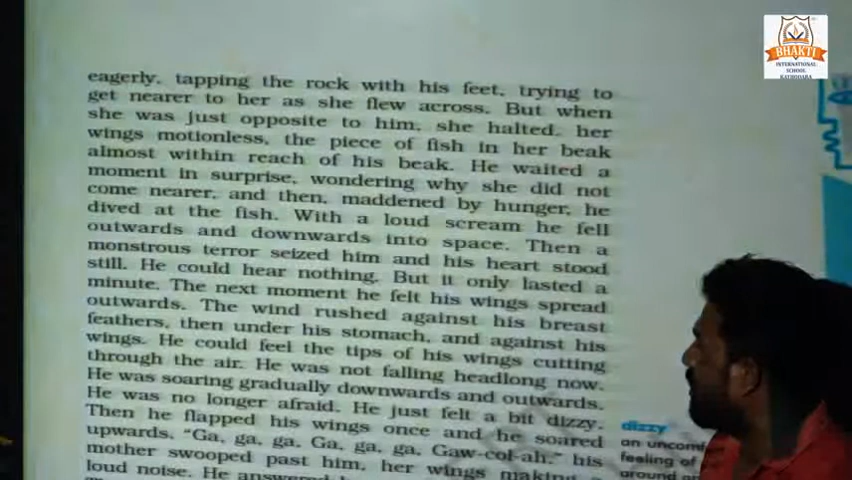 BHAKTI
INTERNATIONAL
SCHOOL
KATHODARA
eagerly, tapping the rock with his feet, trying to
get nearer to her as she flew across. But when
she was just opposite to him, she halted, her
wings motionless, the piece of fish in her beak
almost within reach of his beak. He waited a
moment in surprise, wondering why she did not
come nearer, and then, maddened by hunger, he
dived at the fish. With a loud scream he fell
outwards and downwards into space. Then a
monstrous terror seized him and his heart stood
still. He could hear nothing. But it only lasted a
minute. The next moment he felt his wings spread
outwards. The wind rushed against his breast
feathers, then under his stomach, and against his
wings. He could feel the tips of his wings cutting
through the air. He was not falling headlong now.
He was soaring gradually downwards and outwards.
He was no longer afraid. He just felt a bit dizzy.
Then he flapped his wings once and he soared
upwards. "Ga, ga, ga, Ga, ga, ga, Gaw-col-ah," his
mother swooped past him, her wings making a
loud noise. He answered
dizzy
an
feeling of
around